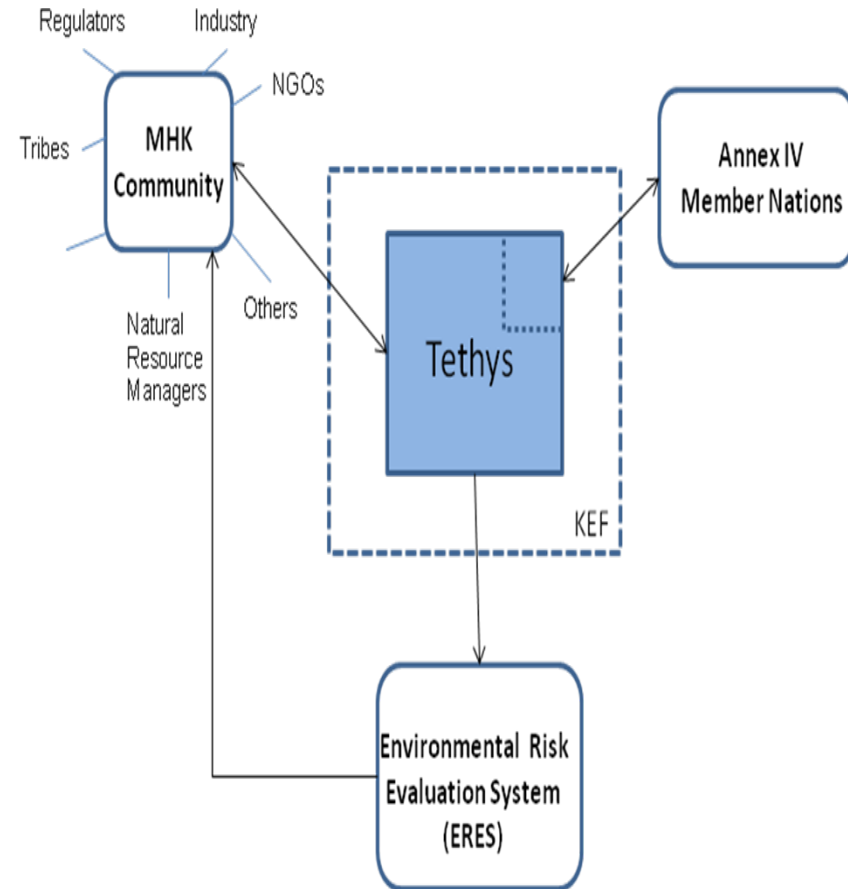 Regulators
Industry
NGOs
Tribes
MHK
Community
Others
Natural
Resource
Managers
Annex IV
Member Nations
Tethys
KEF
Environmental Risk
Evaluation System
(ERES)